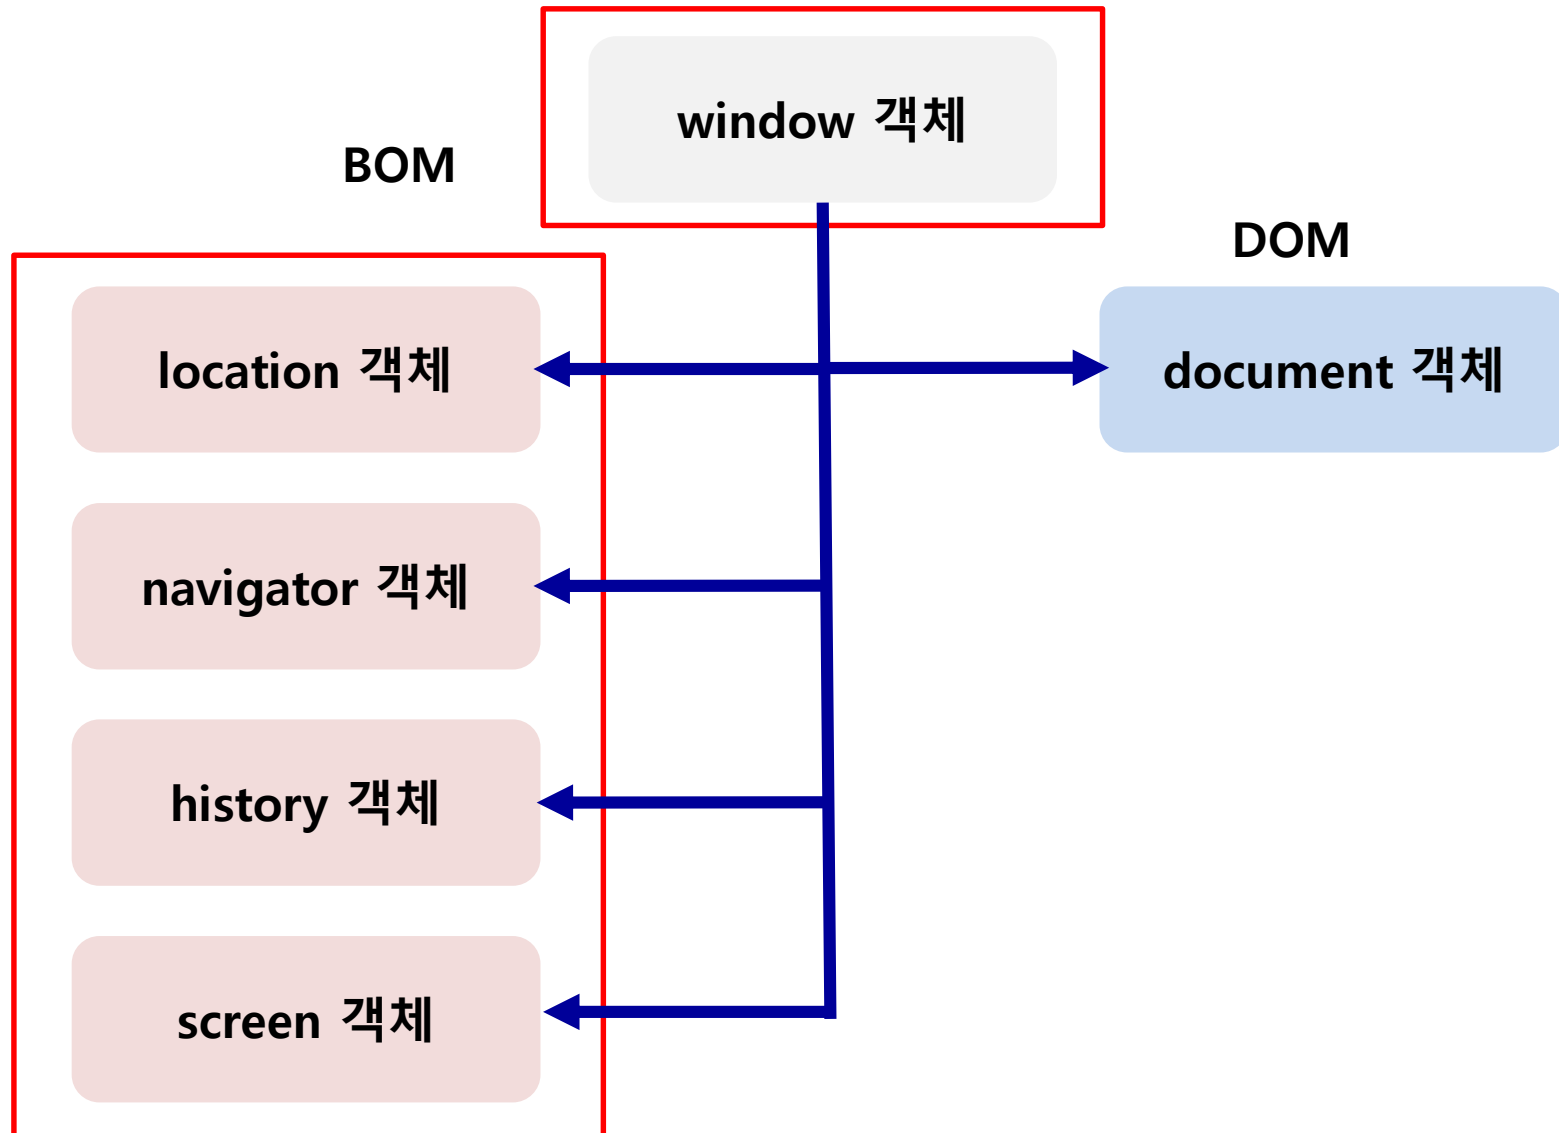 window 객체
BOM
DOM
location 객체
document 객체
navigator 객체
history 객체
screen 객체